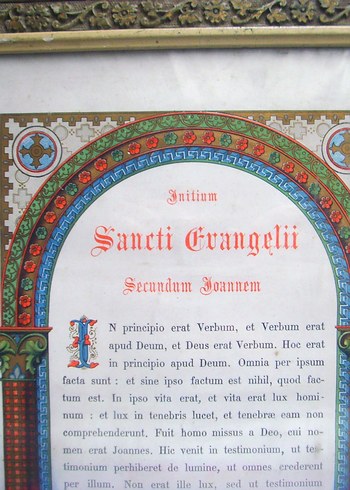 Initium
Sancti Evangelii
Secundum Joannem
IN principio erat Verbum, et Verbum erat
apud Deum, et Deus erat Verbum. Hoc erat
in principio apud Deum. Omnia per ipsum
facta sunt : et sine ipso factum est nihil, quod fac-
tum est. In ipso vita erat, et vita erat lux homi-
num : et lux in tenebris lucet, et tenebræ eam non
comprehenderunt. Fuit homo missus a Deo, cui no-
men erat Joannes. Hic venit in testimonium, ut tes-
timonium perhiberet de lumine, ut omnes crederent
per illum. Non erat ille lux, sed ut testimonium